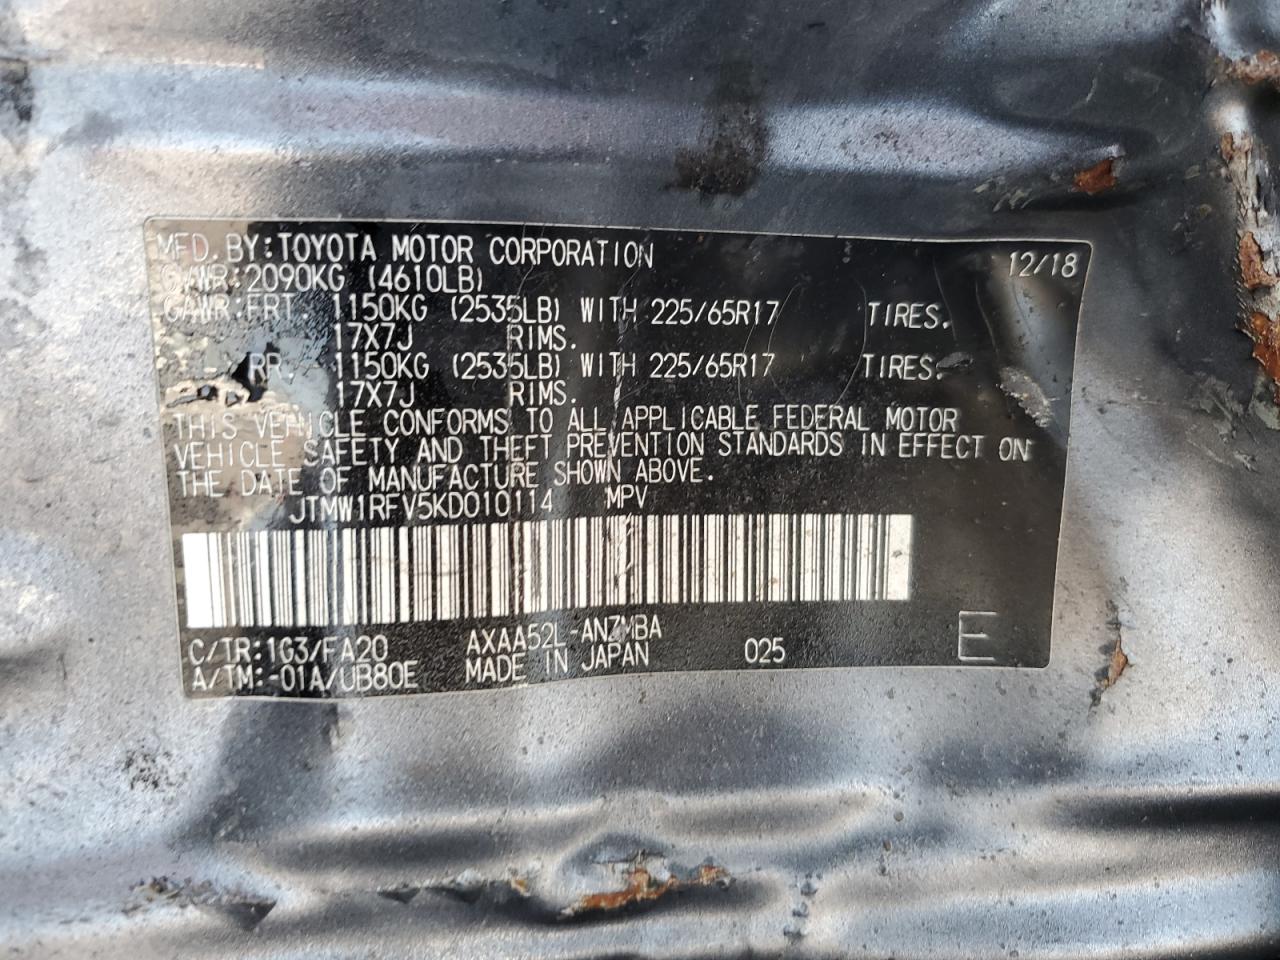 MFD. BY: TOYOTA MOTOR CORPORATION 12/18
GVWR: 2090KG (4610LB)
GAWR: FRT. 1150KG (2535LB) WITH 225/65R17 TIRES.
17X7J RIMS.
RR. 1150KG (2535LB) WITH 225/65R17 TIRES.
17X7J RIMS.
THIS VEHICLE CONFORMS TO ALL APPLICABLE FEDERAL MOTOR
VEHICLE SAFETY AND THEFT PREVENTION STANDARDS IN EFFECT ON
THE DATE OF MANUFACTURE SHOWN ABOVE.
JTMW1RFV5KD010114 MPV
C/TR: 1G3/FA20 AXAA52L-ANZMBA
A/TM: -01A/UB80E MADE IN JAPAN 025 E